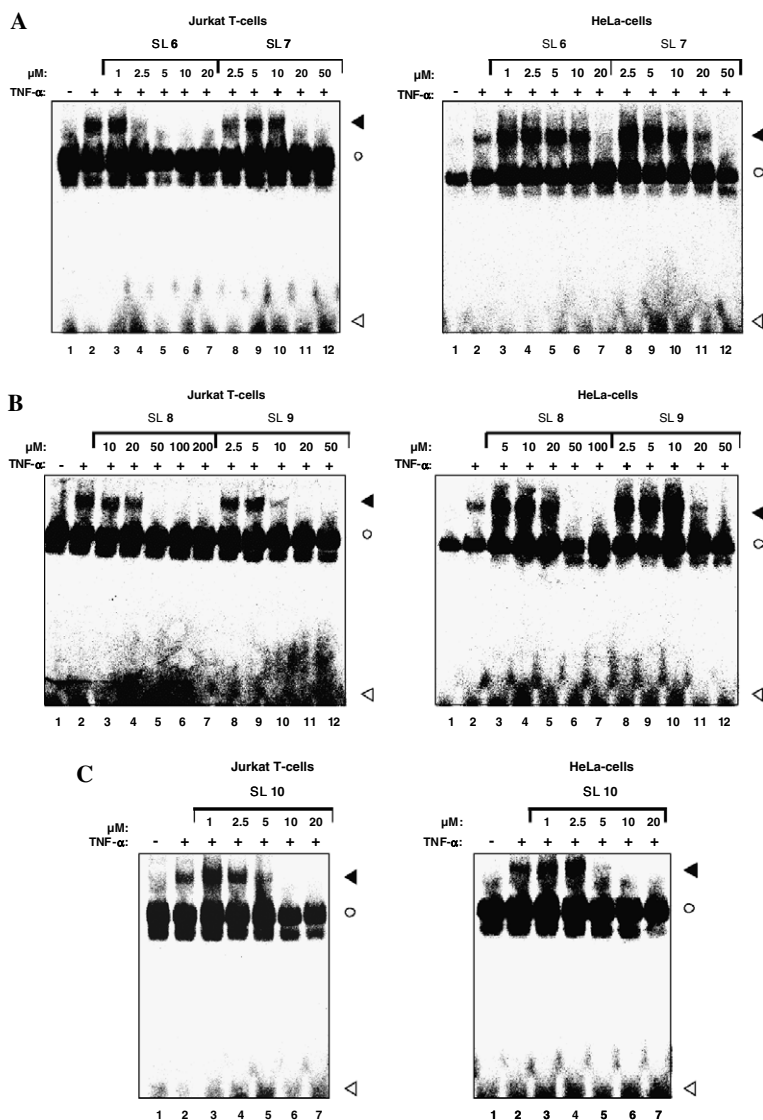 A
Jurkat T-cells
HeLa-cells
SL 6
SL 7
SL 6
SL 7
µM: 1 2.5 5 10 20 2.5 5 10 20 50
1 2.5 5 10 20 2.5 5 10 20 50
TNF-α: - + + + + + + + + + + +
- + + + + + + + + + + +
1 2 3 4 5 6 7 8 9 10 11 12
1 2 3 4 5 6 7 8 9 10 11 12
B
Jurkat T-cells
HeLa-cells
SL 8
SL 9
SL 8
SL 9
µM: 10 20 50 100 200 2.5 5 10 20 50
µM: 5 10 20 50 100 2.5 5 10 20 50
TNF-α: - + + + + + + + + + + +
TNF-α: + + + + + + + + + + +
1 2 3 4 5 6 7 8 9 10 11 12
1 2 3 4 5 6 7 8 9 10 11 12
C
Jurkat T-cells
HeLa-cells
SL 10
SL 10
µM: 1 2.5 5 10 20
µM: 1 2.5 5 10 20
TNF-α: - + + + + + +
TNF-α: - + + + + + +
1 2 3 4 5 6 7
1 2 3 4 5 6 7